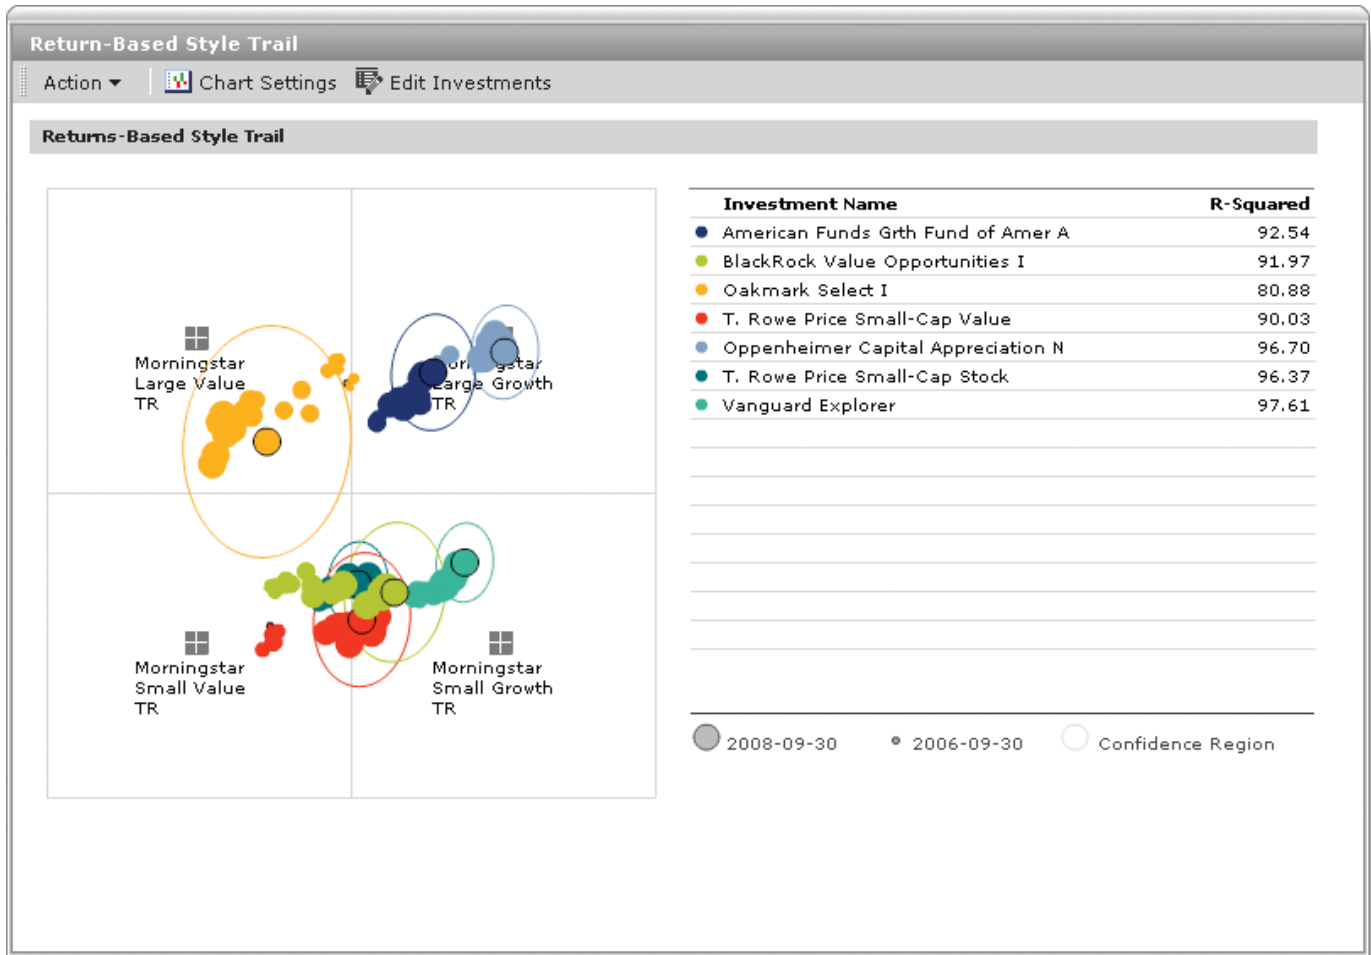 Return-Based Style Trail
Action Chart Settings Edit Investments
Returns-Based Style Trail
Morningstar
Large Value
TR
Large Growth
TR
Morningstar
Small Value
TR
Morningstar
Small Growth
TR
Investment Name R-Squared
American Funds Grth Fund of Amer A 92.54
BlackRock Value Opportunities I 91.97
Oakmark Select I 80.88
T. Rowe Price Small-Cap Value 90.03
Oppenheimer Capital Appreciation N 96.70
T. Rowe Price Small-Cap Stock 96.37
Vanguard Explorer 97.61
2008-09-30 2006-09-30 Confidence Region